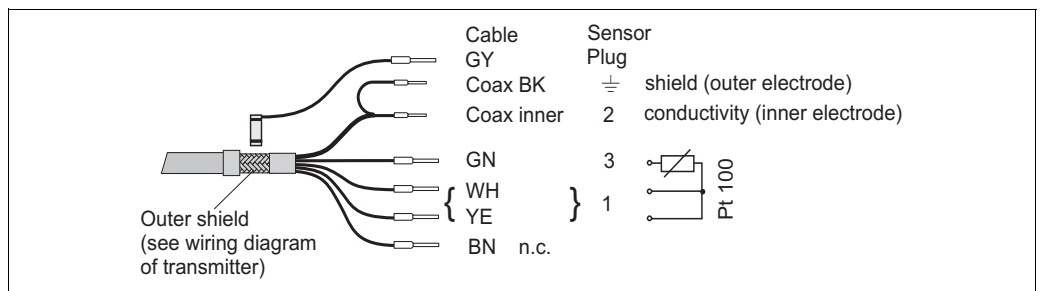 Cable Sensor
GY Plug
Coax BK ⏚ shield (outer electrode)
Coax inner 2 conductivity (inner electrode)
GN 3
{ WH
YE } 1
BN n.c.
Pt 100
Outer shield
(see wiring diagram
of transmitter)